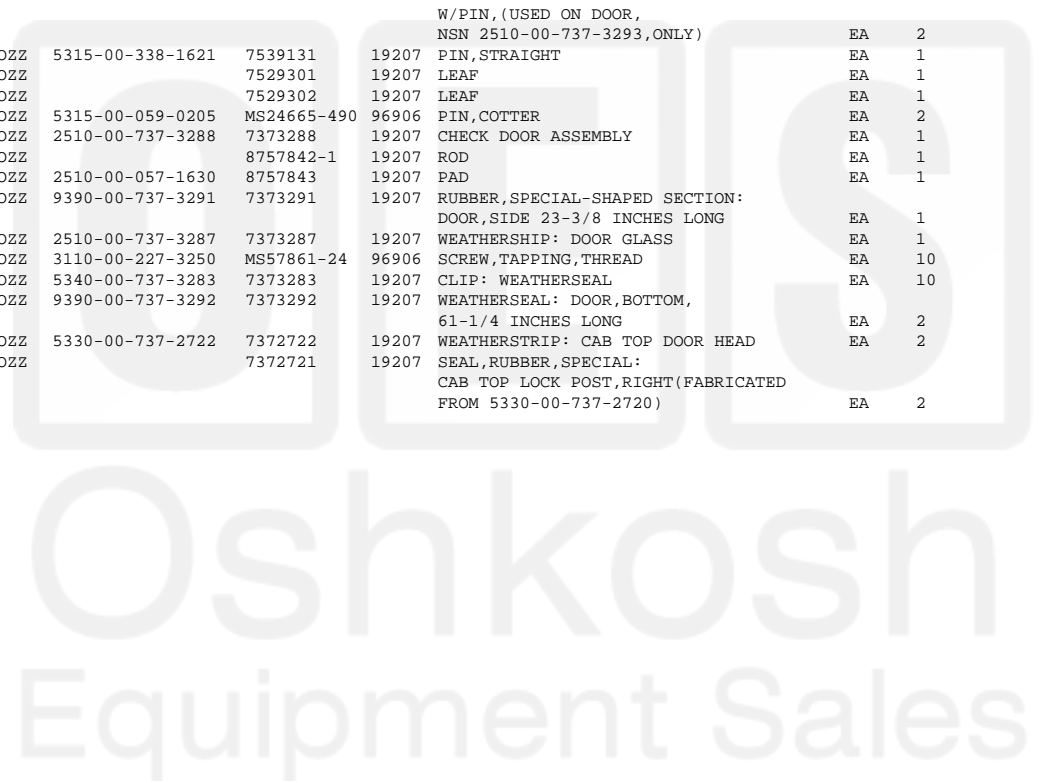 W/PIN,(USED ON DOOR,
NSN 2510-00-737-3293,ONLY) EA 2
OZZ 5315-00-338-1621 7539131 19207 PIN,STRAIGHT EA 1
OZZ 7529301 19207 LEAF EA 1
OZZ 7529302 19207 LEAF EA 1
OZZ 5315-00-059-0205 MS24665-490 96906 PIN,COTTER EA 2
OZZ 2510-00-737-3288 7373288 19207 CHECK DOOR ASSEMBLY EA 1
OZZ 8757842-1 19207 ROD EA 1
OZZ 2510-00-057-1630 8757843 19207 PAD EA 1
OZZ 9390-00-737-3291 7373291 19207 RUBBER,SPECIAL-SHAPED SECTION:
DOOR,SIDE 23-3/8 INCHES LONG EA 1
OZZ 2510-00-737-3287 7373287 19207 WEATHERSHIP: DOOR GLASS EA 1
OZZ 3110-00-227-3250 MS57861-24 96906 SCREW,TAPPING,THREAD EA 10
OZZ 5340-00-737-3283 7373283 19207 CLIP: WEATHERSEAL EA 10
OZZ 9390-00-737-3292 7373292 19207 WEATHERSEAL: DOOR,BOTTOM,
61-1/4 INCHES LONG EA 2
OZZ 5330-00-737-2722 7372722 19207 WEATHERSTRIP: CAB TOP DOOR HEAD EA 2
OZZ 7372721 19207 SEAL,RUBBER,SPECIAL:
CAB TOP LOCK POST,RIGHT(FABRICATED
FROM 5330-00-737-2720) EA 2
OES
Oshkosh
Equipment Sales